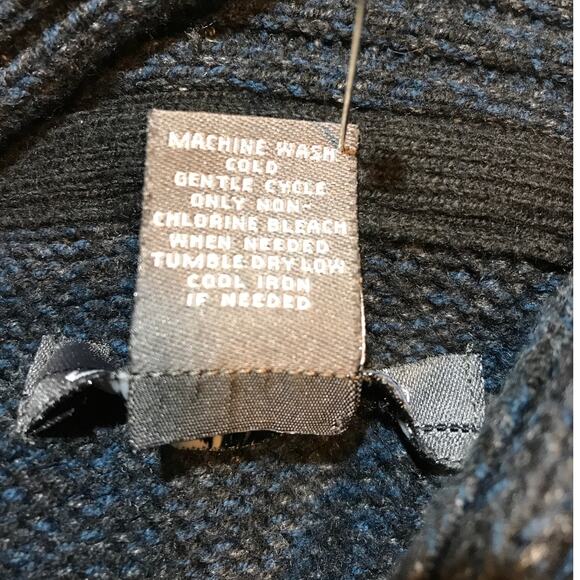 MACHINE WASH
COLD
GENTLE CYCLE
ONLY NON-
CHLORINE BLEACH
WHEN NEEDED
TUMBLE DRY LOW
COOL IRON
IF NEEDED